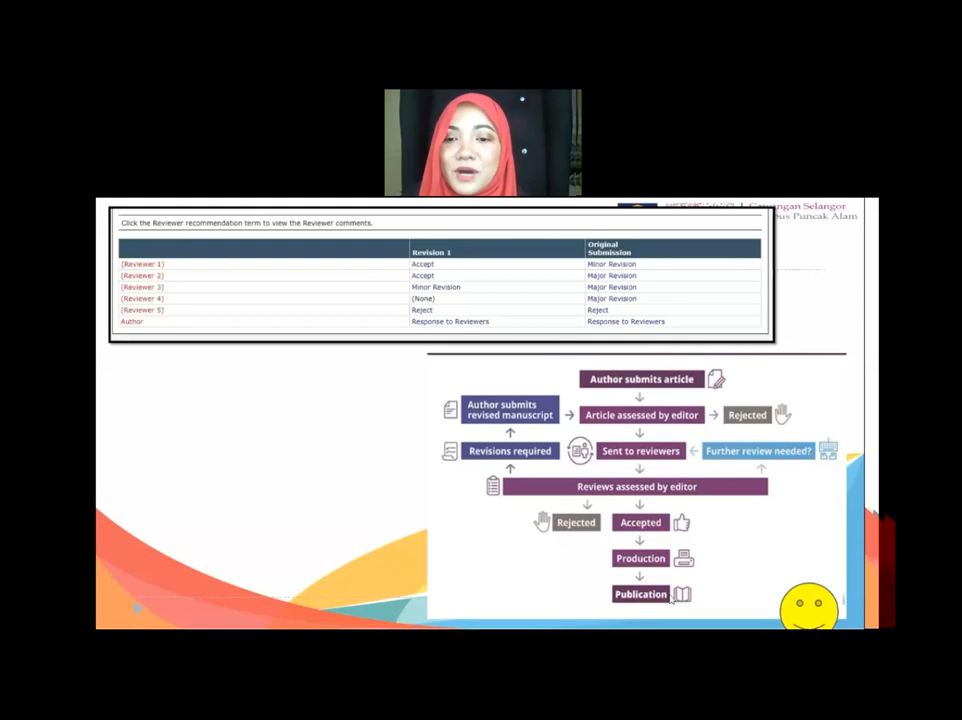 Cawangan Selangor
Puncak Alam
Click the Reviewer recommendation term to view the Reviewer comments.
Revision 1 Original Submission
(Reviewer 1) Accept Minor Revision
(Reviewer 2) Accept Major Revision
(Reviewer 3) Minor Revision Major Revision
(Reviewer 4) (None) Major Revision
(Reviewer 5) Reject Reject
Author Response to Reviewers Response to Reviewers
Author submits article
Author submits
revised manuscript
Article assessed by editor
Rejected
Revisions required
Sent to reviewers
Further review needed?
Reviews assessed by editor
Rejected
Accepted
Production
Publication